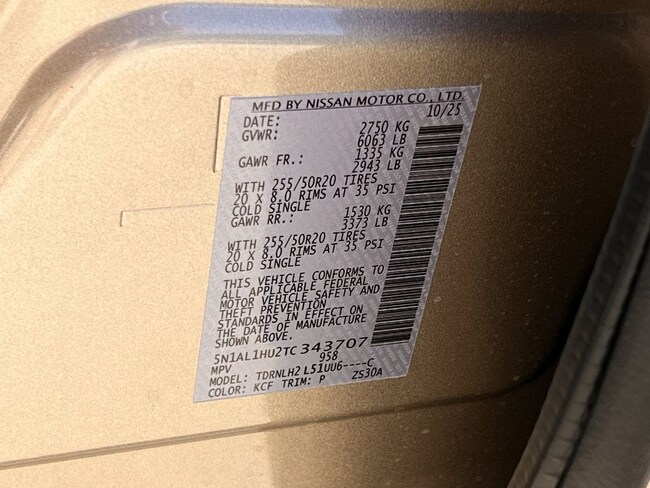 MFD BY NISSAN MOTOR CO., LTD.
DATE: 10/25
GVWR: 2750 KG
6063 LB
GAWR FR.: 1335 KG
2943 LB
WITH 255/50R20 TIRES
20 X 8.0 RIMS AT 35 PSI
COLD SINGLE
GAWR RR.: 1530 KG
3373 LB
WITH 255/50R20 TIRES
20 X 8.0 RIMS AT 35 PSI
COLD SINGLE
THIS VEHICLE CONFORMS TO
ALL APPLICABLE FEDERAL
MOTOR VEHICLE SAFETY AND
THEFT PREVENTION
STANDARDS IN EFFECT ON
THE DATE OF MANUFACTURE
SHOWN ABOVE.
5N1AL1HU2TC343707
MPV 958
MODEL: TDRNLH2 L51UU6----C
COLOR: KCF TRIM: P ZS30A